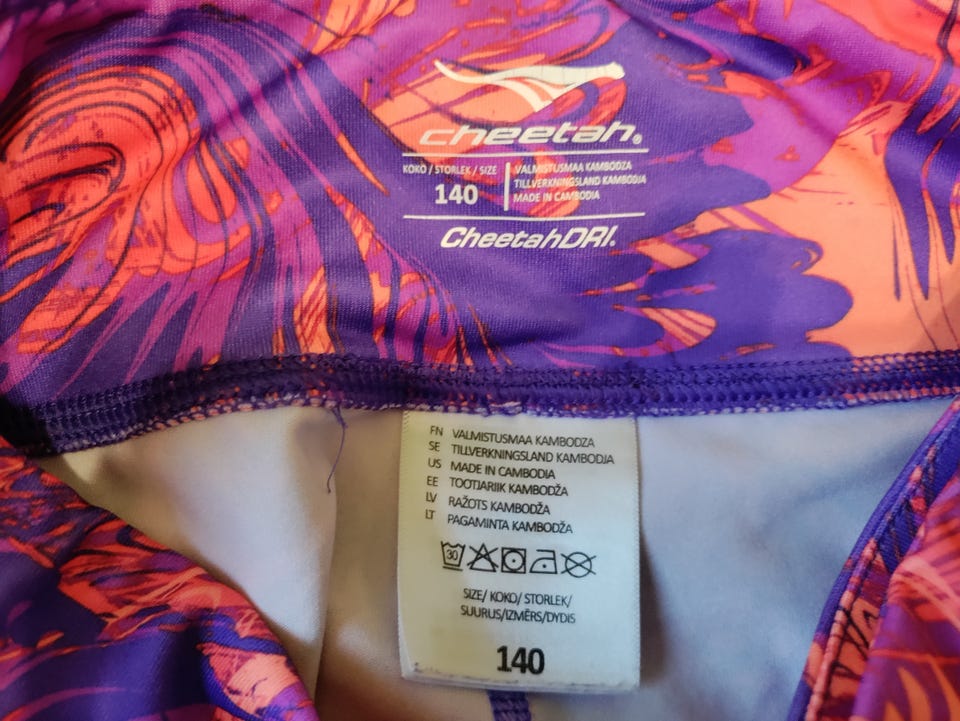 cheetah®
KOKO / STORLEK / SIZE
140
VALMISTUSMAA KAMBODZA
TILLVERKNINGSLAND KAMBODJA
MADE IN CAMBODIA
CheetahDRI.
FN VALMISTUSMAA KAMBODZA
SE TILLVERKNINGSLAND KAMBODJA
US MADE IN CAMBODIA
EE TOOTJARIIK KAMBODŽA
LV RAŽOTS KAMBODŽA
LT PAGAMINTA KAMBODŽA
30
SIZE/ KOKO/ STORLEK/
SUURUS/IZMĒRS/DYDIS
140